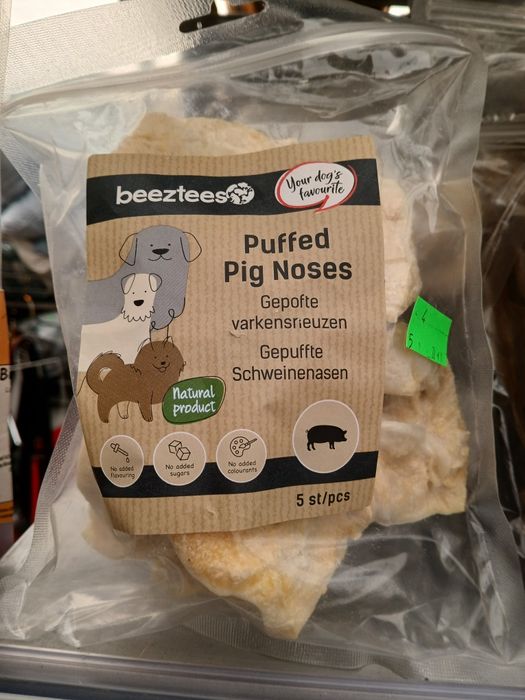 beeztees
Your dog's
favourite
Puffed
Pig Noses
Gepofte
varkensneuzen
Gepuffte
Schweinenasen
Natural
product
No added
flavouring
No added
sugars
No added
colourants
5 st/pcs